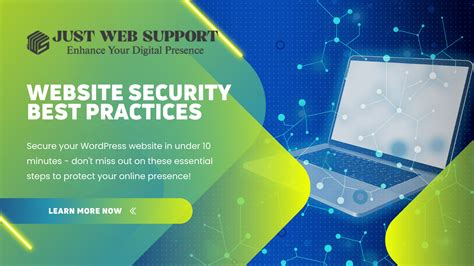 JUST WEB SUPPORT
Enhance Your Digital Presence
WEBSITE SECURITY
BEST PRACTICES
Secure your WordPress website in under 10
minutes - don't miss out on these essential
steps to protect your online presence!
LEARN MORE NOW «